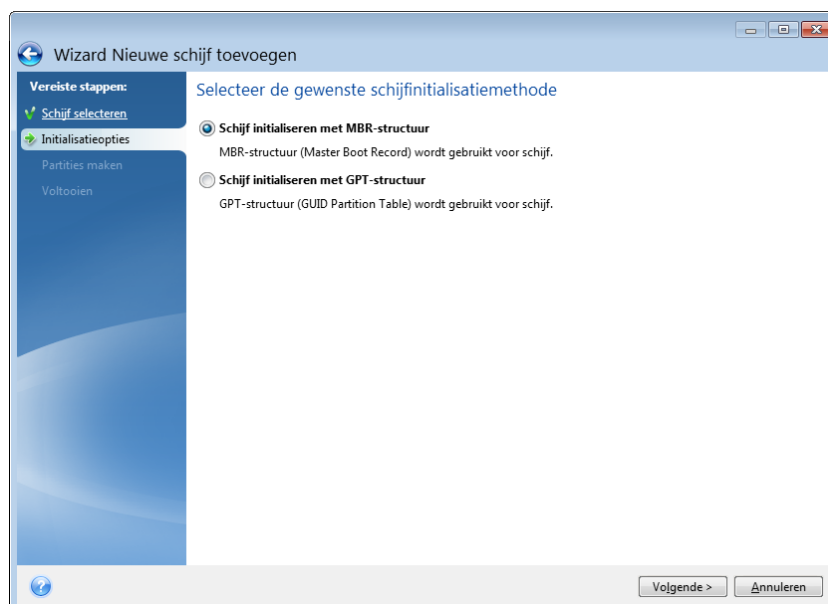 Wizard Nieuwe schijf toevoegen
Vereiste stappen:
Schijf selecteren
Initialisatieopties
Partities maken
Voltooien
Selecteer de gewenste schijfinitialisatiemethode
Schijf initialiseren met MBR-structuur
MBR-structuur (Master Boot Record) wordt gebruikt voor schijf.
Schijf initialiseren met GPT-structuur
GPT-structuur (GUID Partition Table) wordt gebruikt voor schijf.
?
Volgende >
Annuleren